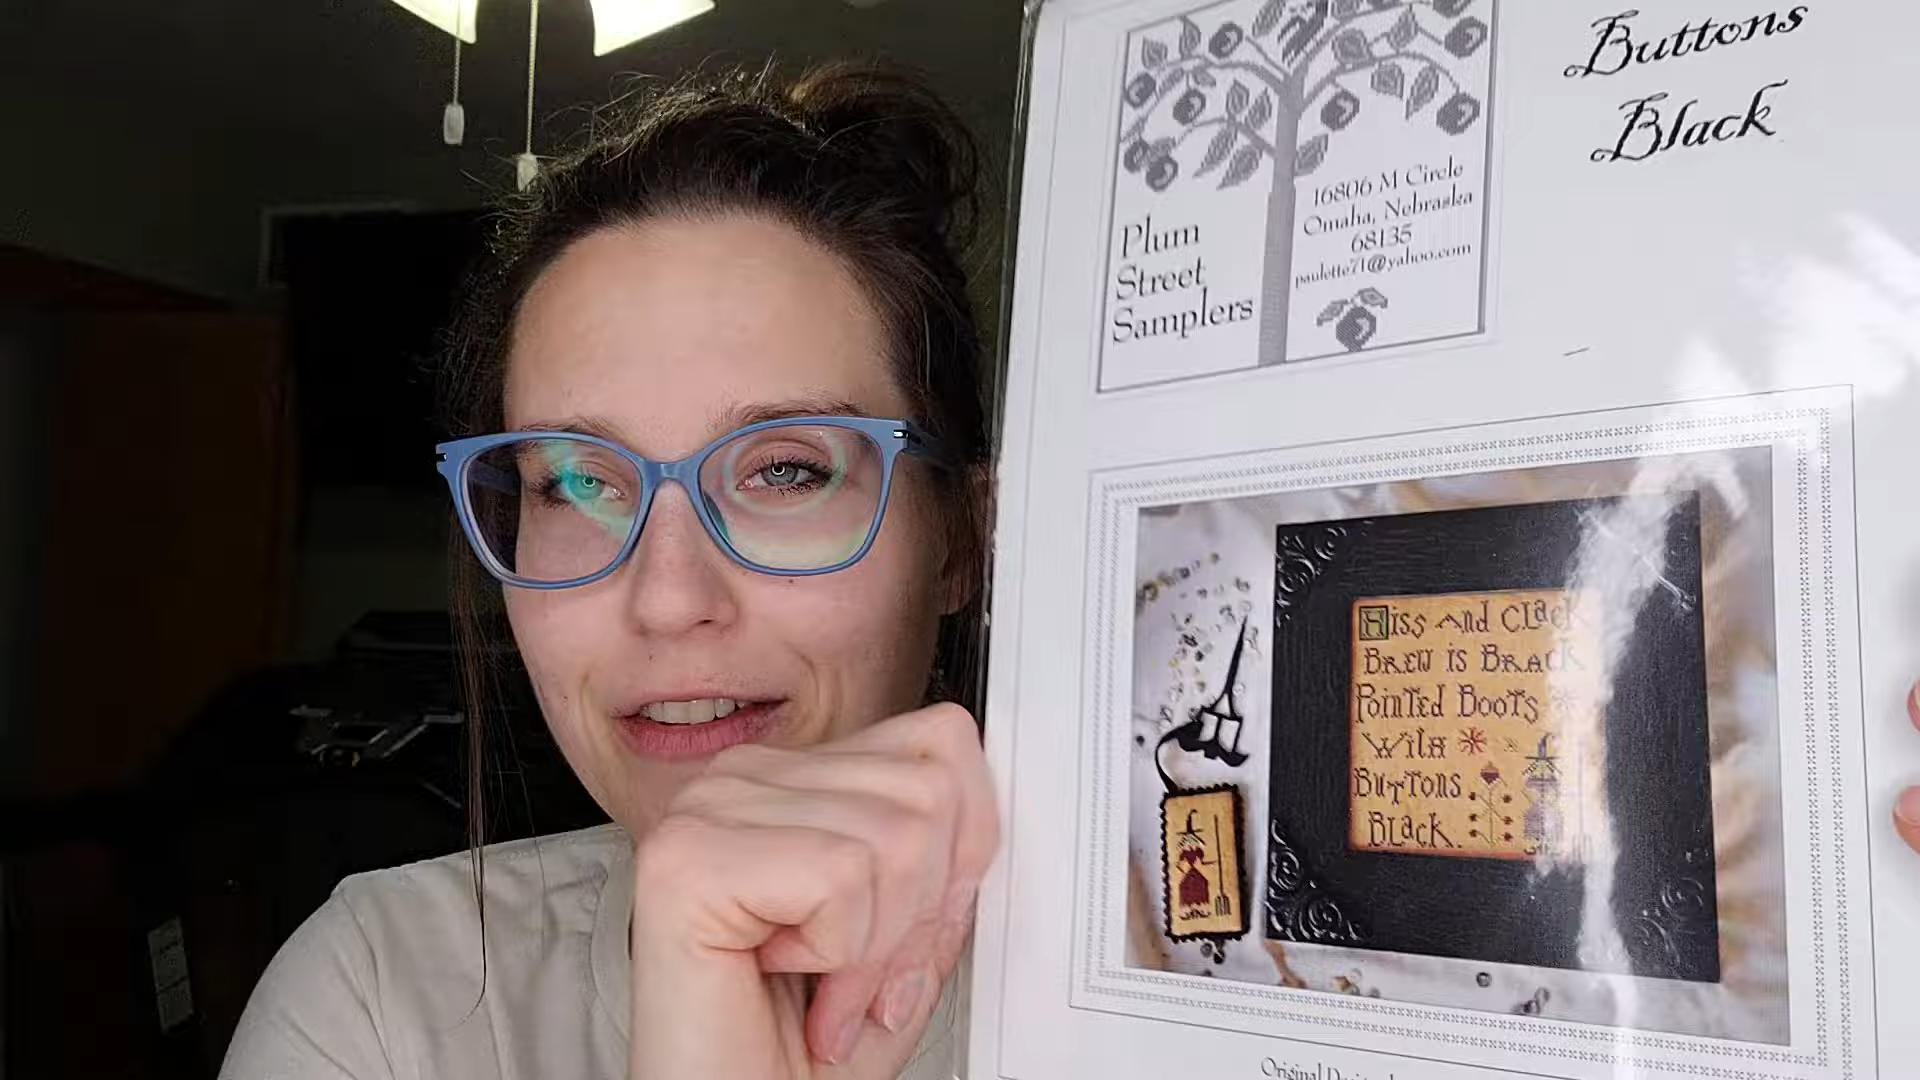 Buttons
Black
Plum
Street
Samplers
16806 M Circle
Omaha, Nebraska
68135
paulette71@yahoo.com
Hiss and Clack
Brew is Brack
Pointed Boots
With
Buttons
Black.
Original